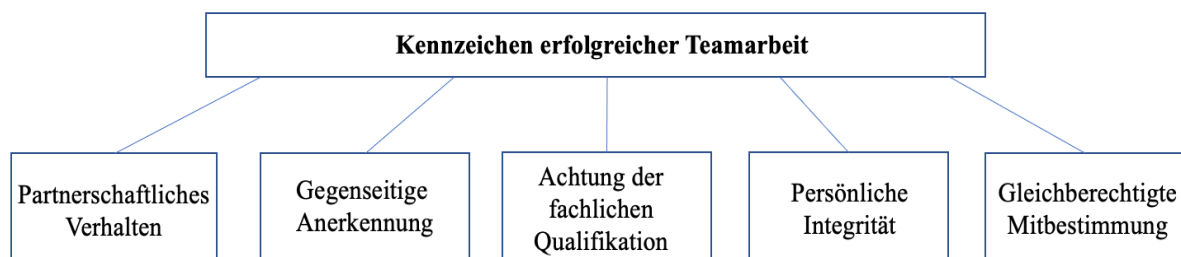 Kennzeichen erfolgreicher Teamarbeit
Partnerschaftliches
Verhalten
Gegenseitige
Anerkennung
Achtung der
fachlichen
Qualifikation
Persönliche
Integrität
Gleichberechtigte
Mitbestimmung